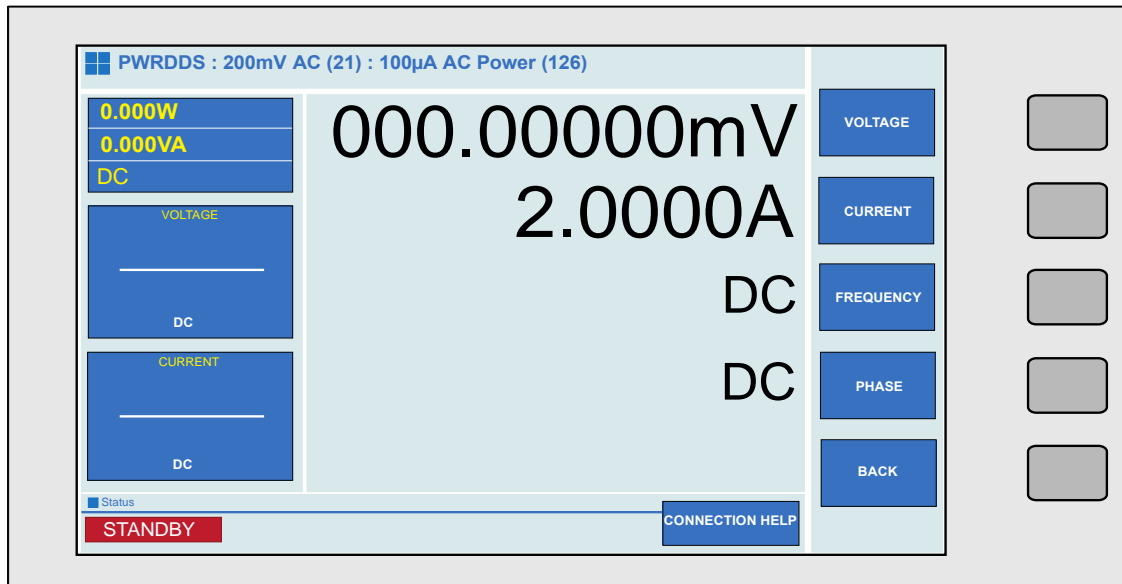 PWRDDS : 200mV AC (21) : 100µA AC Power (126)
0.000W
0.000VA
DC
VOLTAGE
DC
CURRENT
DC
000.00000mV
2.0000A
DC
DC
VOLTAGE
CURRENT
FREQUENCY
PHASE
BACK
Status
STANDBY
CONNECTION HELP